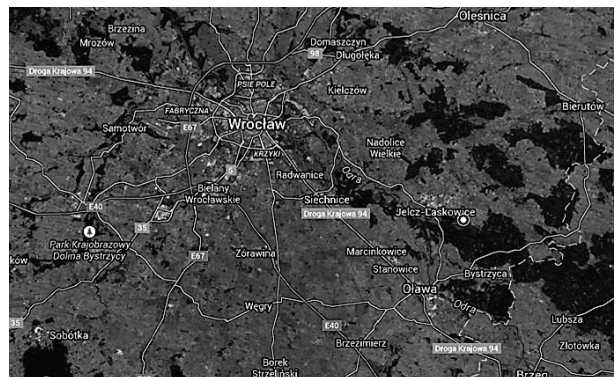 Oleśnica
Brzezina
Mrozów
Domaszczyn
98
Długołęka
Droga Krajowa 94
PSIE POLE
Kiełczów
Bierutów
FABRYCZNA
Samotwór
E67
Wrocław
Nadolice
Wielkie
KRZYKI
5
Radwanice
Odra
Bielany
Wrocławskie
Siechnice
E40
Droga Krajowa 94
Jelcz-Laskowice
35
Park Krajobrazowy
Dolina Bystrzycy
ków
E67
Żórawina
Marcinkowice
Stanowice
Bystrzyca
Oława
Węgry
Odra
35
E40
Lubsza
Sobótka
Brzezimierz
Droga Krajowa 94
Złotówka
Borek
Strzeliński
Brzeg